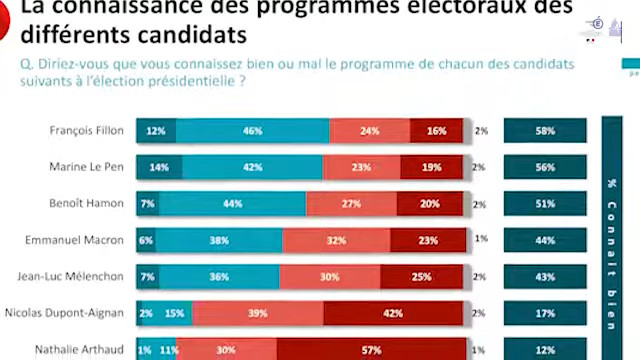 La connaissance des programmes électoraux des
différents candidats
Q. Diriez-vous que vous connaissez bien ou mal le programme de chacun des candidats
suivants à l'élection présidentielle ?
François Fillon 12% 46% 24% 16% 2% 58%
Marine Le Pen 14% 42% 23% 19% 2% 56%
Benoît Hamon 7% 44% 27% 20% 2% 51%
Emmanuel Macron 6% 38% 32% 23% 1% 44%
Jean-Luc Mélenchon 7% 36% 30% 25% 2% 43%
Nicolas Dupont-Aignan 2% 15% 39% 42% 2% 17%
Nathalie Arthaud 1% 11% 30% 57% 1% 12%
% Connait bien